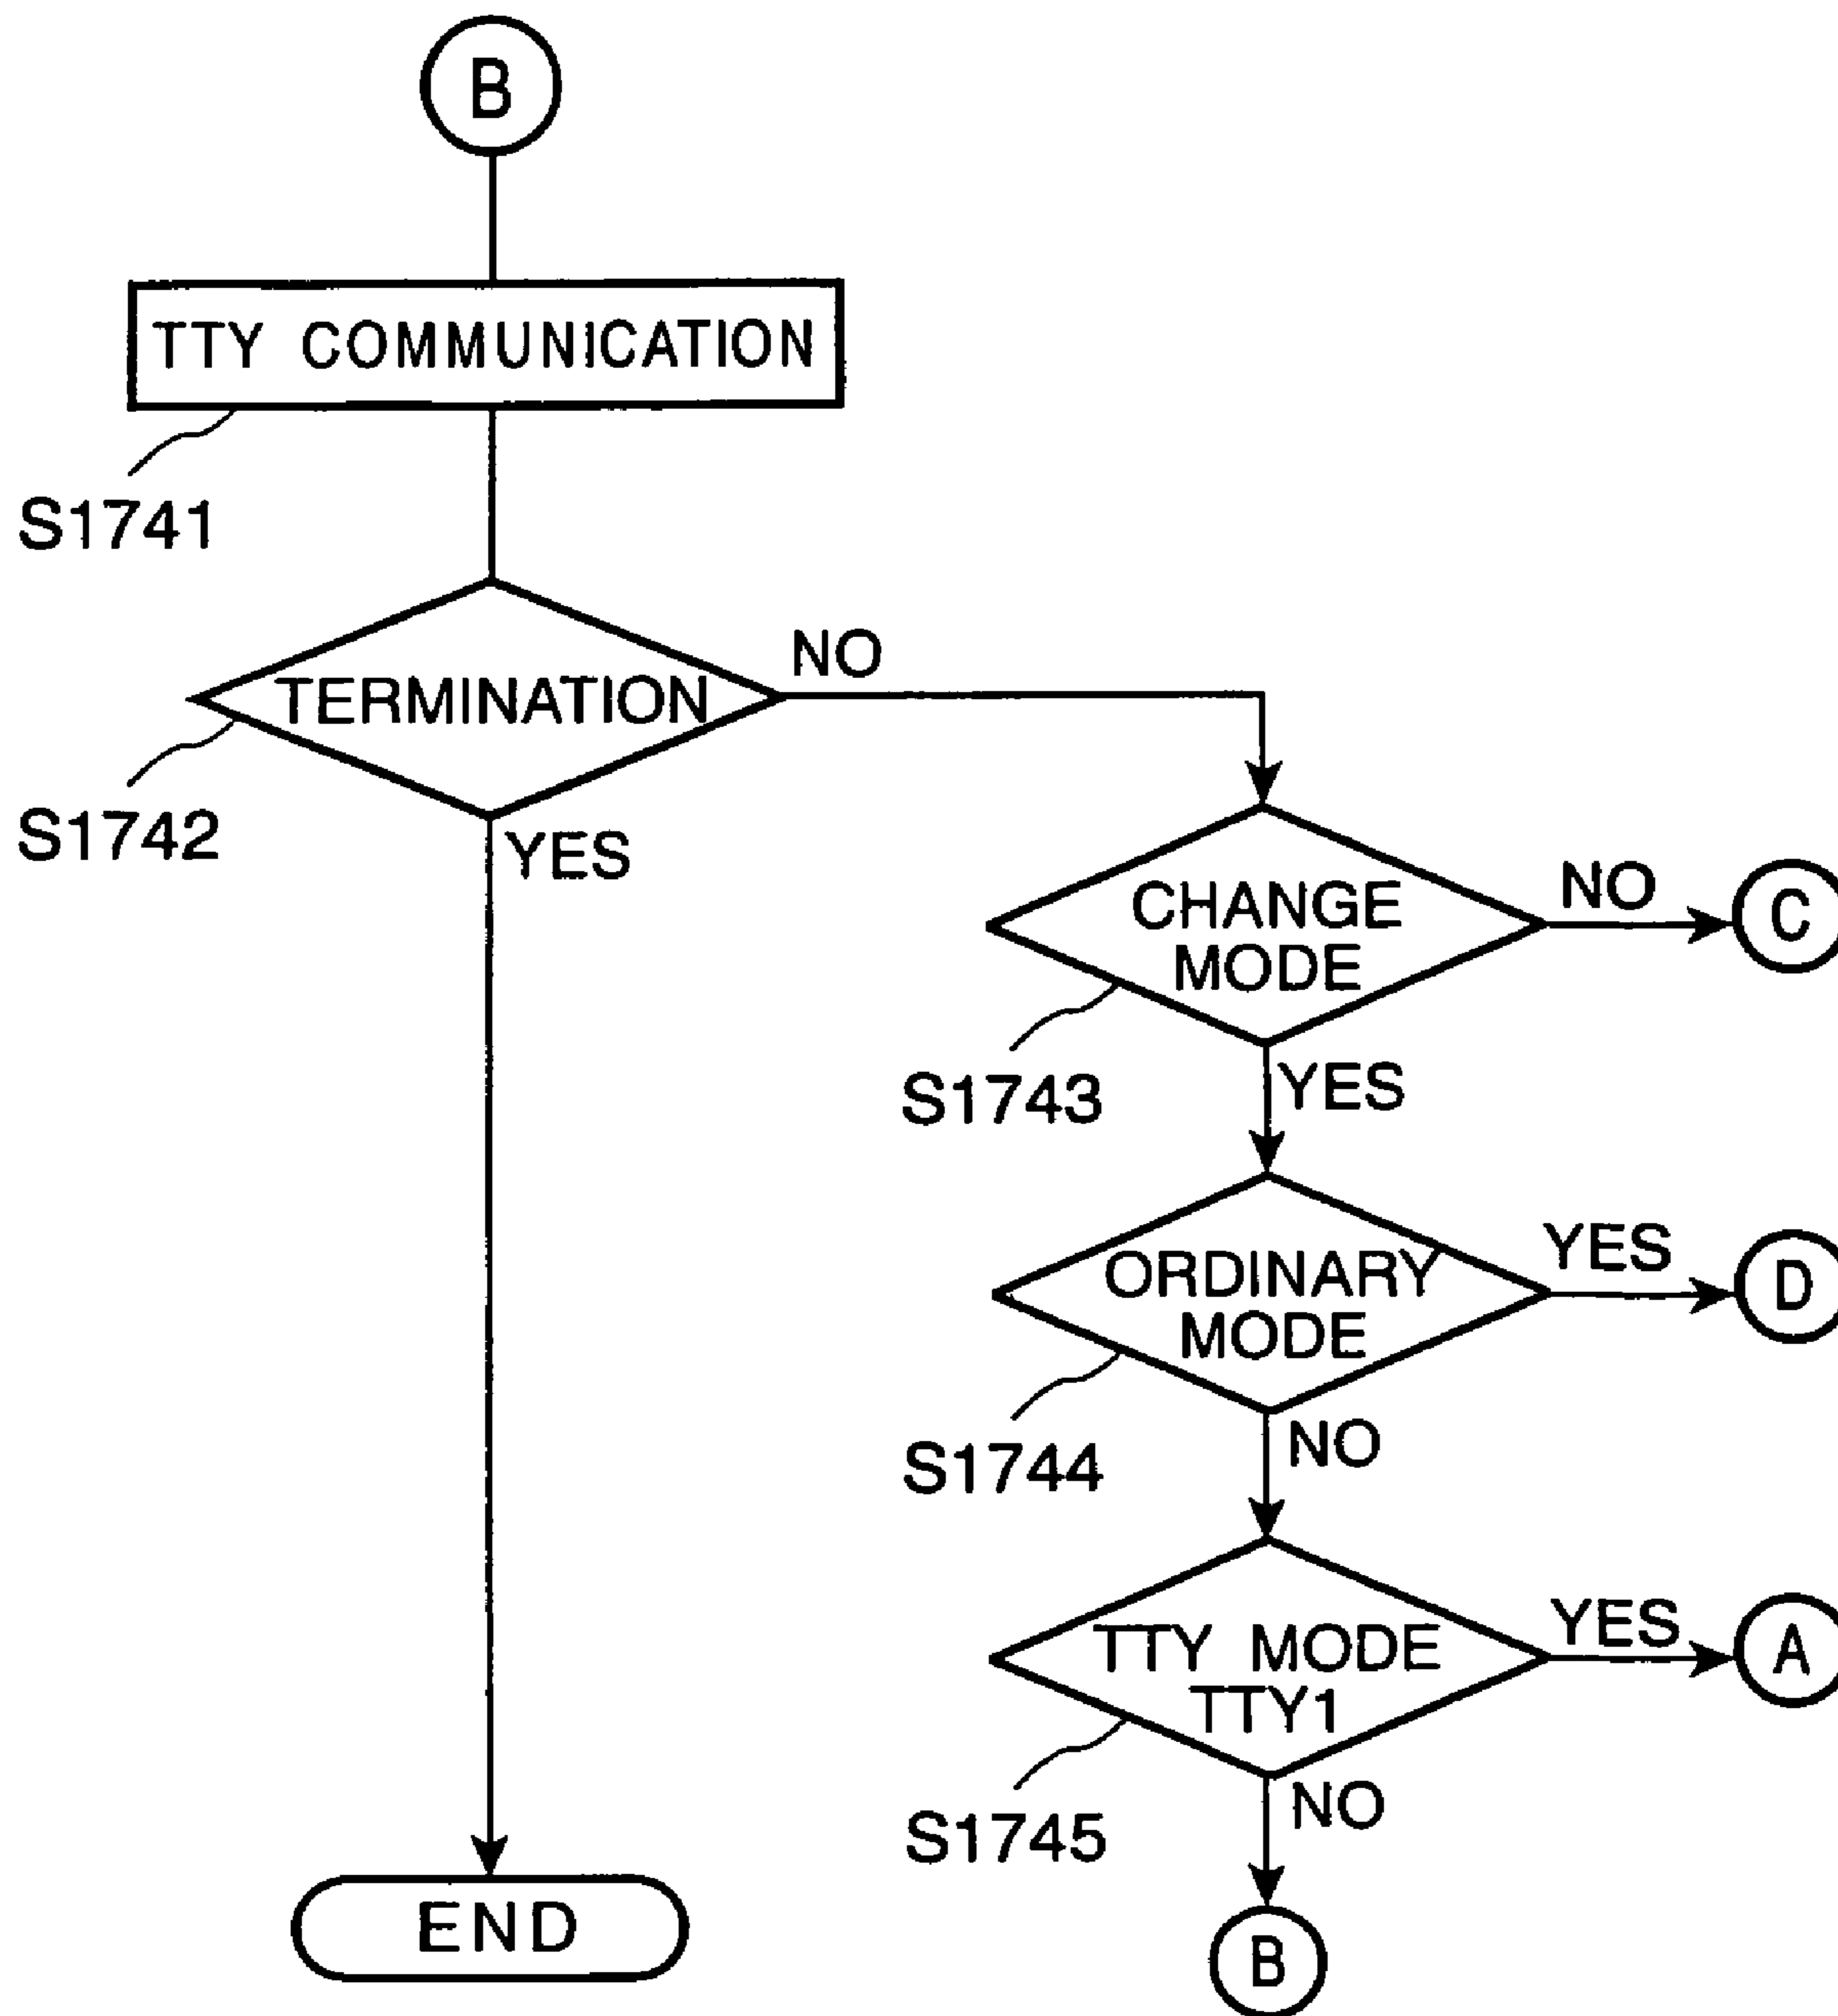 B
TTY COMMUNICATION
S1741
TERMINATION
NO
S1742
YES
CHANGE
MODE
NO
C
S1743
YES
ORDINARY
MODE
YES
D
S1744
NO
TTY MODE
TTY1
YES
A
S1745
NO
END
B